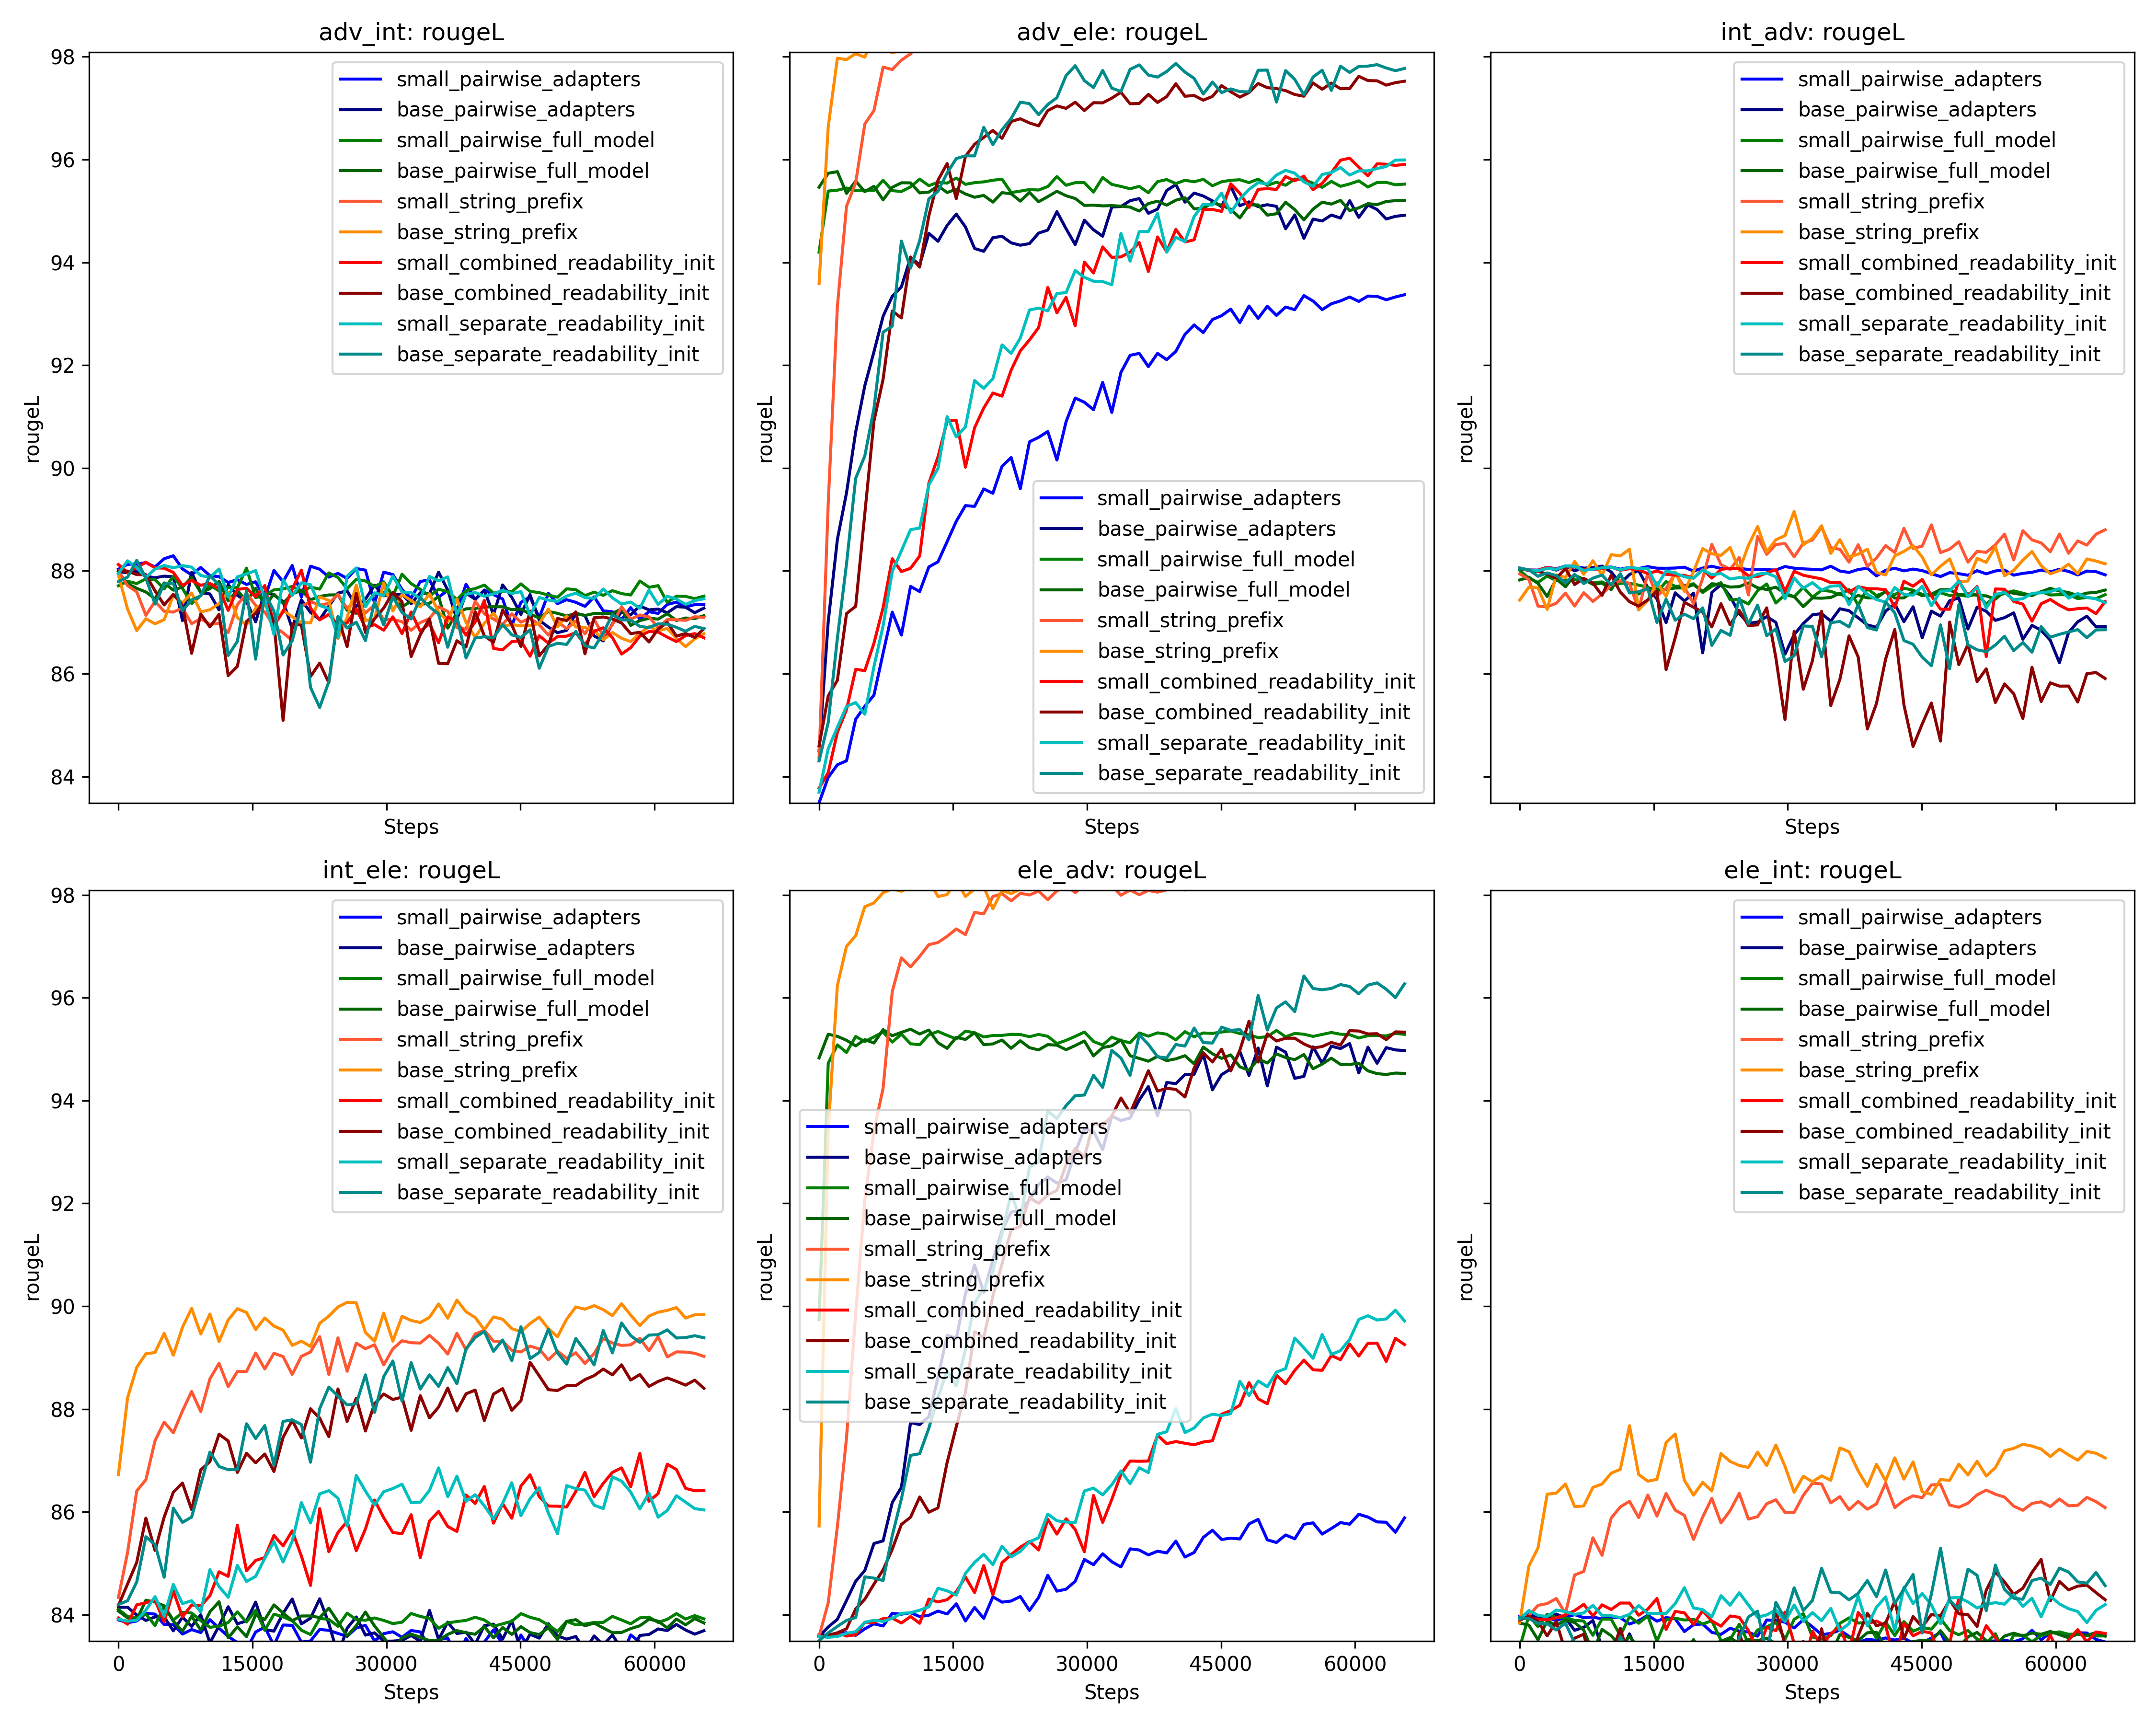 adv_int: rougeL
98
96
94
92
90
88
86
84
rougeL
Steps
small_pairwise_adapters
base_pairwise_adapters
small_pairwise_full_model
base_pairwise_full_model
small_string_prefix
base_string_prefix
small_combined_readability_init
base_combined_readability_init
small_separate_readability_init
base_separate_readability_init
adv_ele: rougeL
rougeL
Steps
small_pairwise_adapters
base_pairwise_adapters
small_pairwise_full_model
base_pairwise_full_model
small_string_prefix
base_string_prefix
small_combined_readability_init
base_combined_readability_init
small_separate_readability_init
base_separate_readability_init
int_adv: rougeL
rougeL
Steps
small_pairwise_adapters
base_pairwise_adapters
small_pairwise_full_model
base_pairwise_full_model
small_string_prefix
base_string_prefix
small_combined_readability_init
base_combined_readability_init
small_separate_readability_init
base_separate_readability_init
int_ele: rougeL
98
96
94
92
90
88
86
84
rougeL
0 15000 30000 45000 60000
Steps
small_pairwise_adapters
base_pairwise_adapters
small_pairwise_full_model
base_pairwise_full_model
small_string_prefix
base_string_prefix
small_combined_readability_init
base_combined_readability_init
small_separate_readability_init
base_separate_readability_init
ele_adv: rougeL
rougeL
0 15000 30000 45000 60000
Steps
small_pairwise_adapters
base_pairwise_adapters
small_pairwise_full_model
base_pairwise_full_model
small_string_prefix
base_string_prefix
small_combined_readability_init
base_combined_readability_init
small_separate_readability_init
base_separate_readability_init
ele_int: rougeL
rougeL
0 15000 30000 45000 60000
Steps
small_pairwise_adapters
base_pairwise_adapters
small_pairwise_full_model
base_pairwise_full_model
small_string_prefix
base_string_prefix
small_combined_readability_init
base_combined_readability_init
small_separate_readability_init
base_separate_readability_init